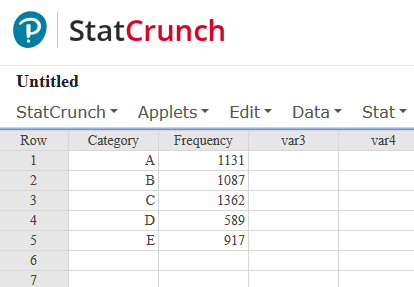 P StatCrunch
Untitled
StatCrunch Applets Edit Data Stat
Row Category Frequency var3 var4
1 A 1131
2 B 1087
3 C 1362
4 D 589
5 E 917
6
7